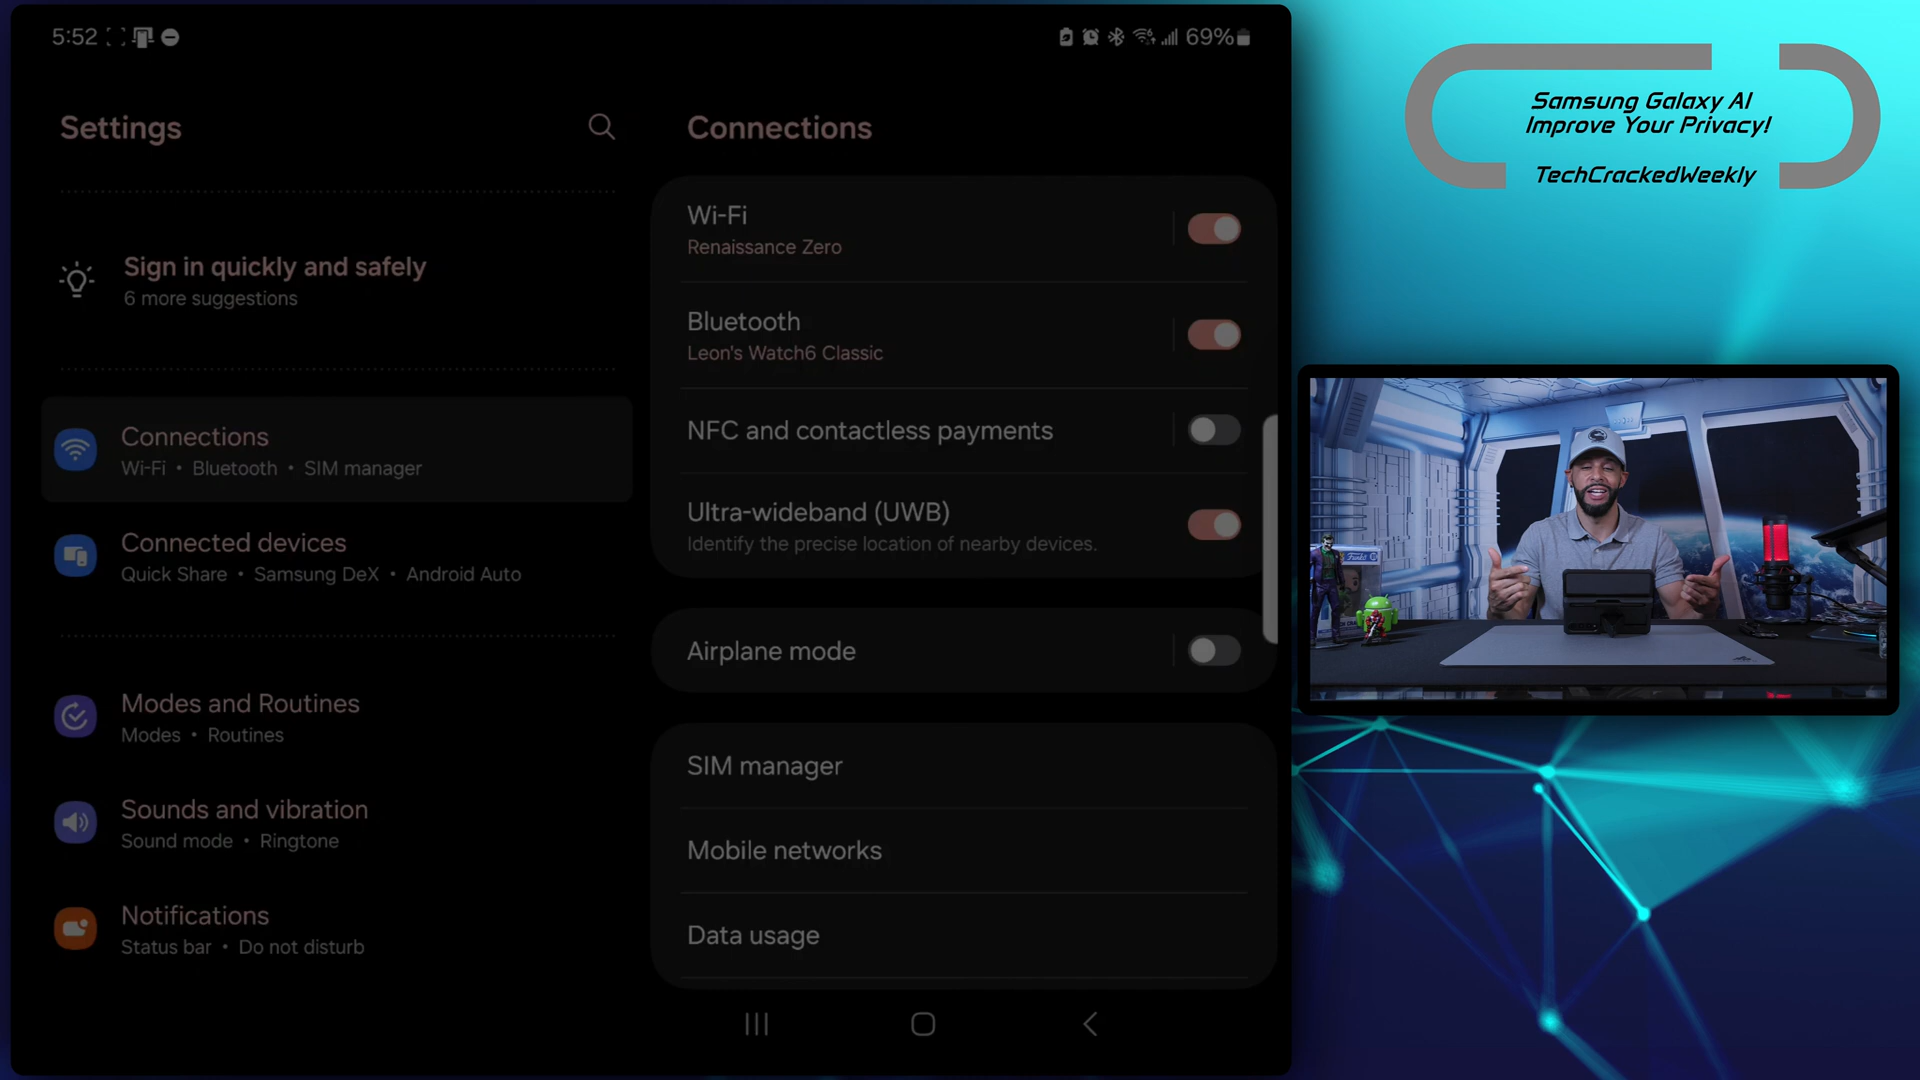 5:52
69%
Settings
Sign in quickly and safely
6 more suggestions
Connections
Wi-Fi • Bluetooth • SIM manager
Connected devices
Quick Share • Samsung DeX • Android Auto
Modes and Routines
Modes • Routines
Sounds and vibration
Sound mode • Ringtone
Notifications
Status bar • Do not disturb
Connections
Wi-Fi
Renaissance Zero
Bluetooth
Leon's Watch6 Classic
NFC and contactless payments
Ultra-wideband (UWB)
Identify the precise location of nearby devices.
Airplane mode
SIM manager
Mobile networks
Data usage
Samsung Galaxy AI
Improve Your Privacy!
TechCrackedWeekly
Funko